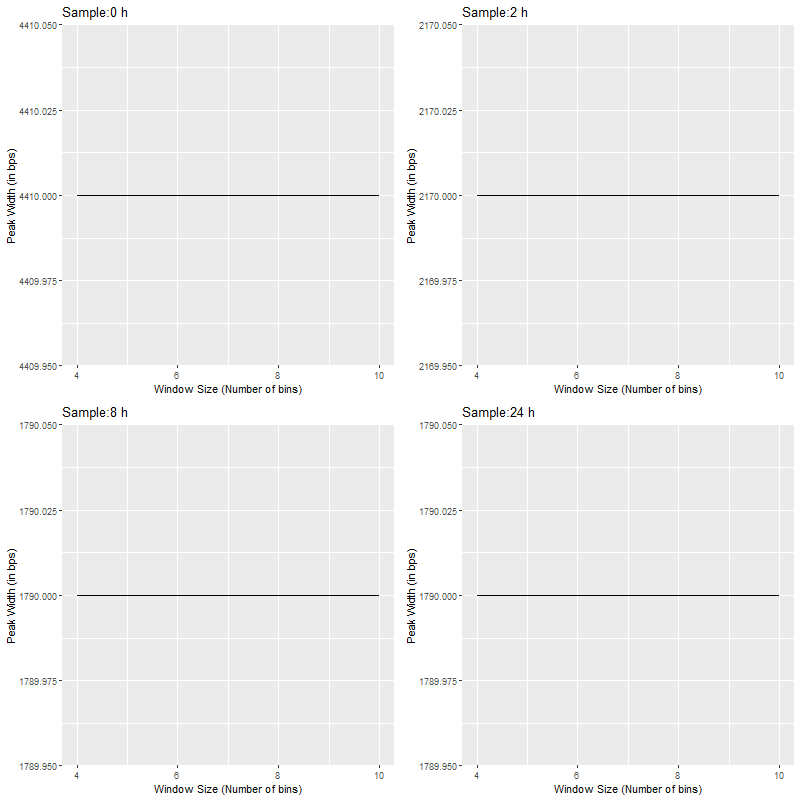 Sample:0 h
4410.050
4410.025
4410.000
4409.975
4409.950
Peak Width (in bps)
4 6 8 10
Window Size (Number of bins)
Sample:2 h
2170.050
2170.025
2170.000
2169.975
2169.950
Peak Width (in bps)
4 6 8 10
Window Size (Number of bins)
Sample:8 h
1790.050
1790.025
1790.000
1789.975
1789.950
Peak Width (in bps)
4 6 8 10
Window Size (Number of bins)
Sample:24 h
1790.050
1790.025
1790.000
1789.975
1789.950
Peak Width (in bps)
4 6 8 10
Window Size (Number of bins)